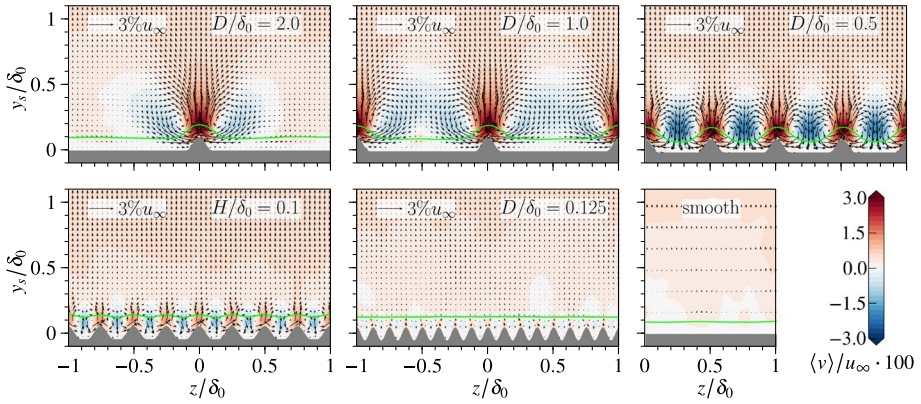 3%u∞ D/δ0 = 2.0
3%u∞ D/δ0 = 1.0
3%u∞ D/δ0 = 0.5
ys/δ0
1
0.5
0
3%u∞ H/δ0 = 0.1
3%u∞ D/δ0 = 0.125
smooth
ys/δ0
1
0.5
0
−1 −0.5 0 0.5 1
z/δ0
−1 −0.5 0 0.5 1
z/δ0
0 0.5 1
z/δ0
3.0
1.5
0.0
−1.5
−3.0
⟨v⟩/u∞ · 100